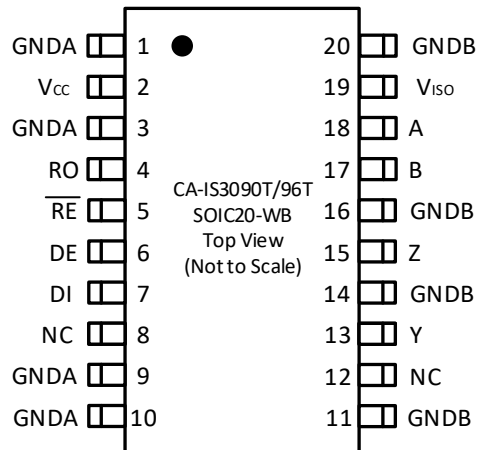 GNDA 1 20 GNDB
Vcc 2 19 VISO
GNDA 3 18 A
RO 4 17 B
CA-IS3090T/96T
SOIC20-WB
Top View
(Not to Scale)
R̅E̅ 5 16 GNDB
DE 6 15 Z
DI 7 14 GNDB
NC 8 13 Y
GNDA 9 12 NC
GNDA 10 11 GNDB